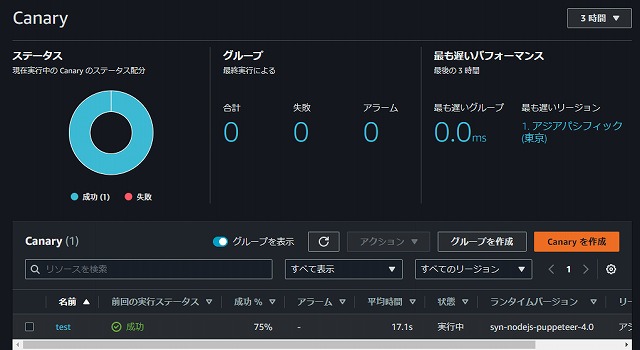 Canary
3 時間
ステータス
現在実行中の Canary のステータス配分
成功 (1)
失敗
グループ
最終実行による
合計
失敗
アラーム
0
0
0
最も遅いパフォーマンス
最後の 3 時間
最も遅いグループ
最も遅いリージョン
0.0ms
1. アジアパシフィック
(東京)
Canary (1)
グループを表示
アクション
グループを作成
Canary を作成
リソースを検索
すべて表示
すべてのリージョン
1
名前
前回の実行ステータス
成功 %
アラーム
平均時間
状態
ランタイムバージョン
リー
test
成功
75%
-
17.1s
実行中
syn-nodejs-puppeteer-4.0
アジ